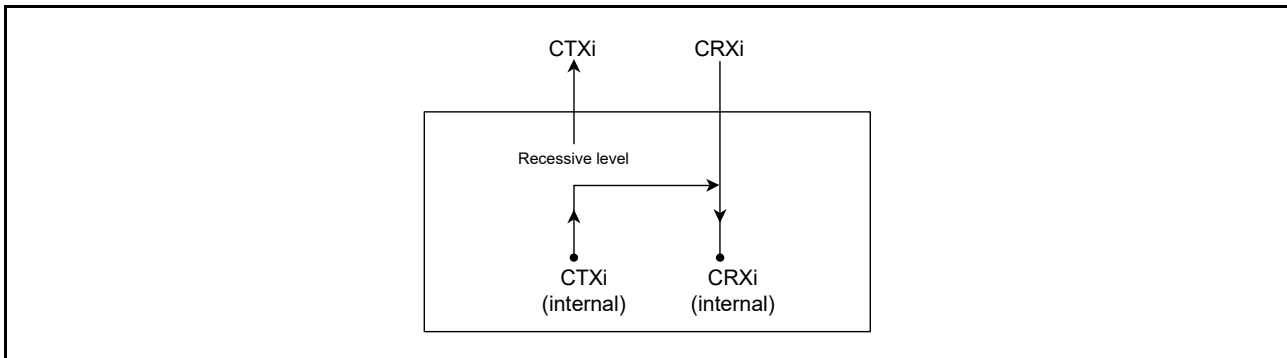 CTXi CRXi
Recessive level
CTXi CRXi
(internal) (internal)